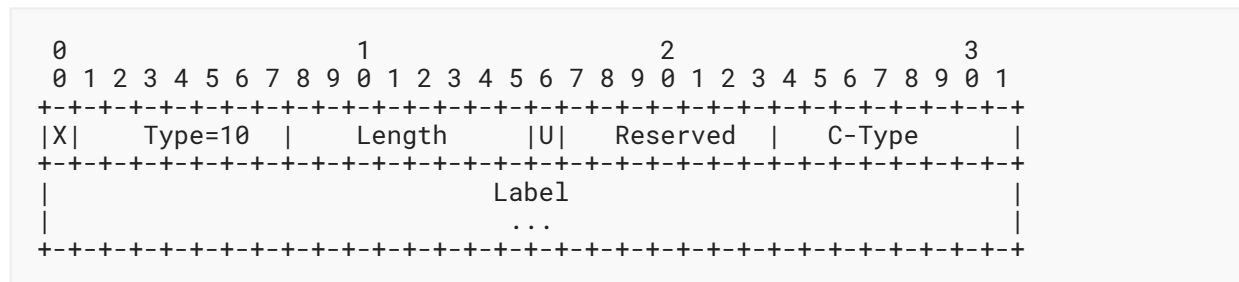 0                   1                   2                   3
 0 1 2 3 4 5 6 7 8 9 0 1 2 3 4 5 6 7 8 9 0 1 2 3 4 5 6 7 8 9 0 1
+-+-+-+-+-+-+-+-+-+-+-+-+-+-+-+-+-+-+-+-+-+-+-+-+-+-+-+-+-+-+-+-+
|X|    Type=10  |    Length     |U|   Reserved  |   C-Type      |
+-+-+-+-+-+-+-+-+-+-+-+-+-+-+-+-+-+-+-+-+-+-+-+-+-+-+-+-+-+-+-+-+
|                             Label                             |
|                              ...                              |
+-+-+-+-+-+-+-+-+-+-+-+-+-+-+-+-+-+-+-+-+-+-+-+-+-+-+-+-+-+-+-+-+